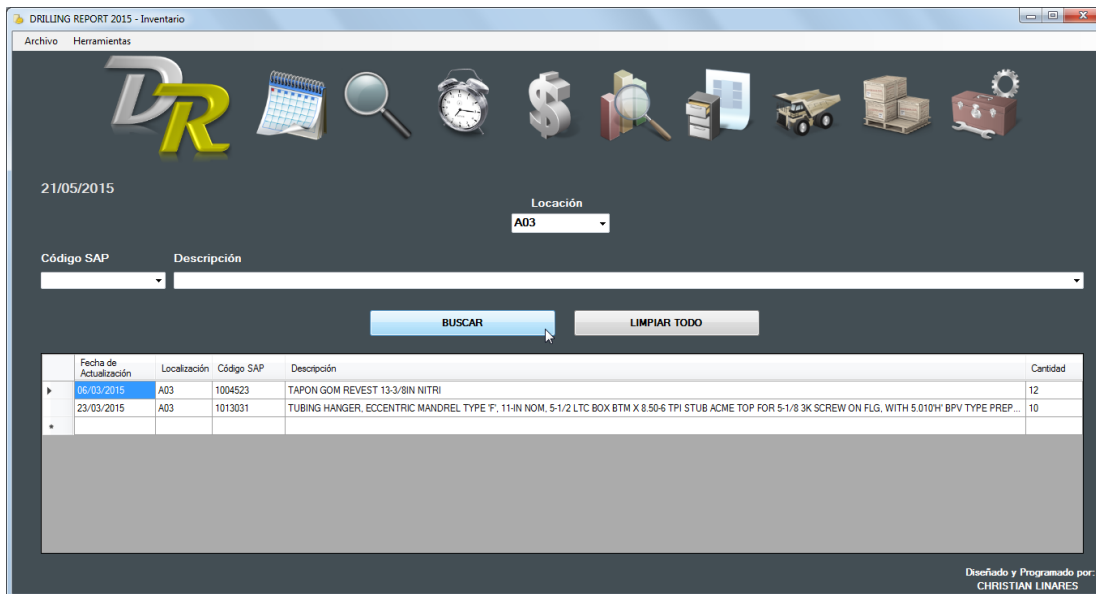 DRILLING REPORT 2015 - Inventario
Archivo Herramientas
DR
21/05/2015
Locación
A03
Código SAP Descripción
BUSCAR LIMPIAR TODO
Fecha de Actualización Localización Código SAP Descripción Cantidad
06/03/2015 A03 1004523 TAPON GOM REVEST 13-3/8IN NITRI 12
23/03/2015 A03 1013031 TUBING HANGER, ECCENTRIC MANDREL TYPE 'F', 11-IN NOM, 5-1/2 LTC BOX BTM X 8.50-6 TPI STUB ACME TOP FOR 5-1/8 3K SCREW ON FLG, WITH 5.010'H' BPV TYPE PREP... 10
Diseñado y Programado por:
CHRISTIAN LINARES